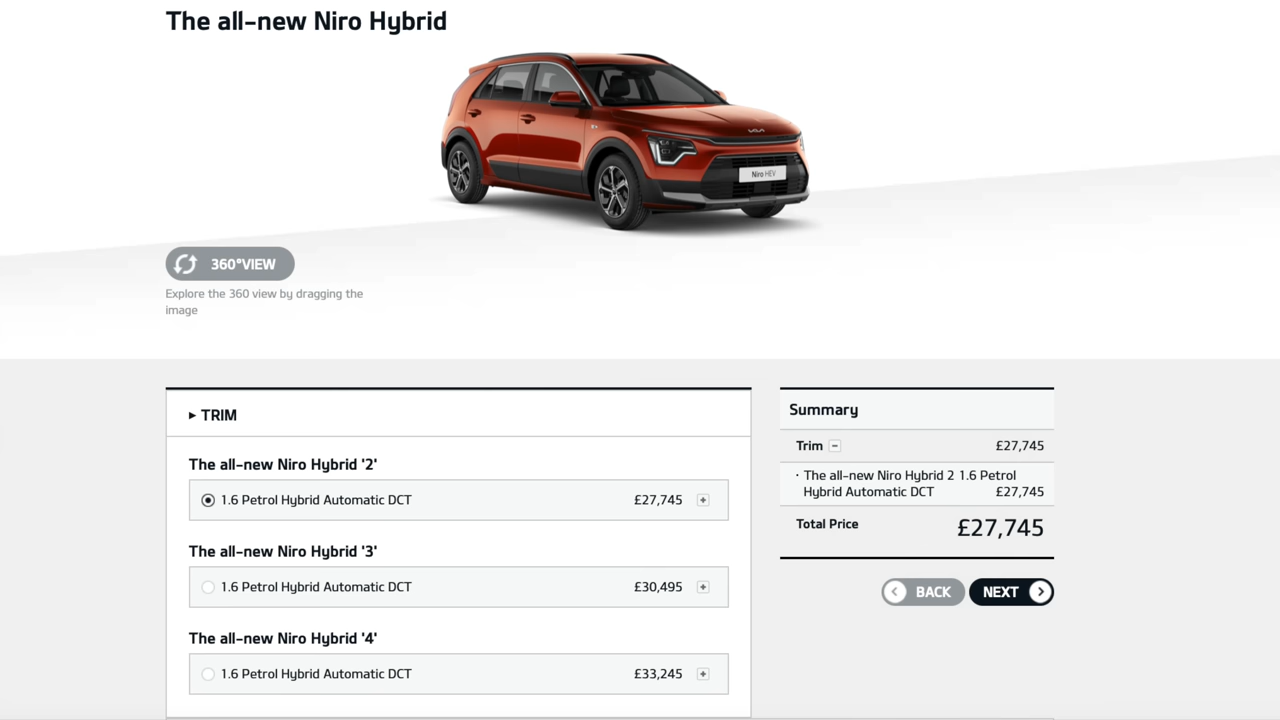 The all-new Niro Hybrid
KIA
Niro HEV
360°VIEW
Explore the 360 view by dragging the
image
TRIM
The all-new Niro Hybrid '2'
1.6 Petrol Hybrid Automatic DCT £27,745
The all-new Niro Hybrid '3'
1.6 Petrol Hybrid Automatic DCT £30,495
The all-new Niro Hybrid '4'
1.6 Petrol Hybrid Automatic DCT £33,245
Summary
Trim £27,745
· The all-new Niro Hybrid 2 1.6 Petrol
Hybrid Automatic DCT £27,745
Total Price £27,745
BACK
NEXT